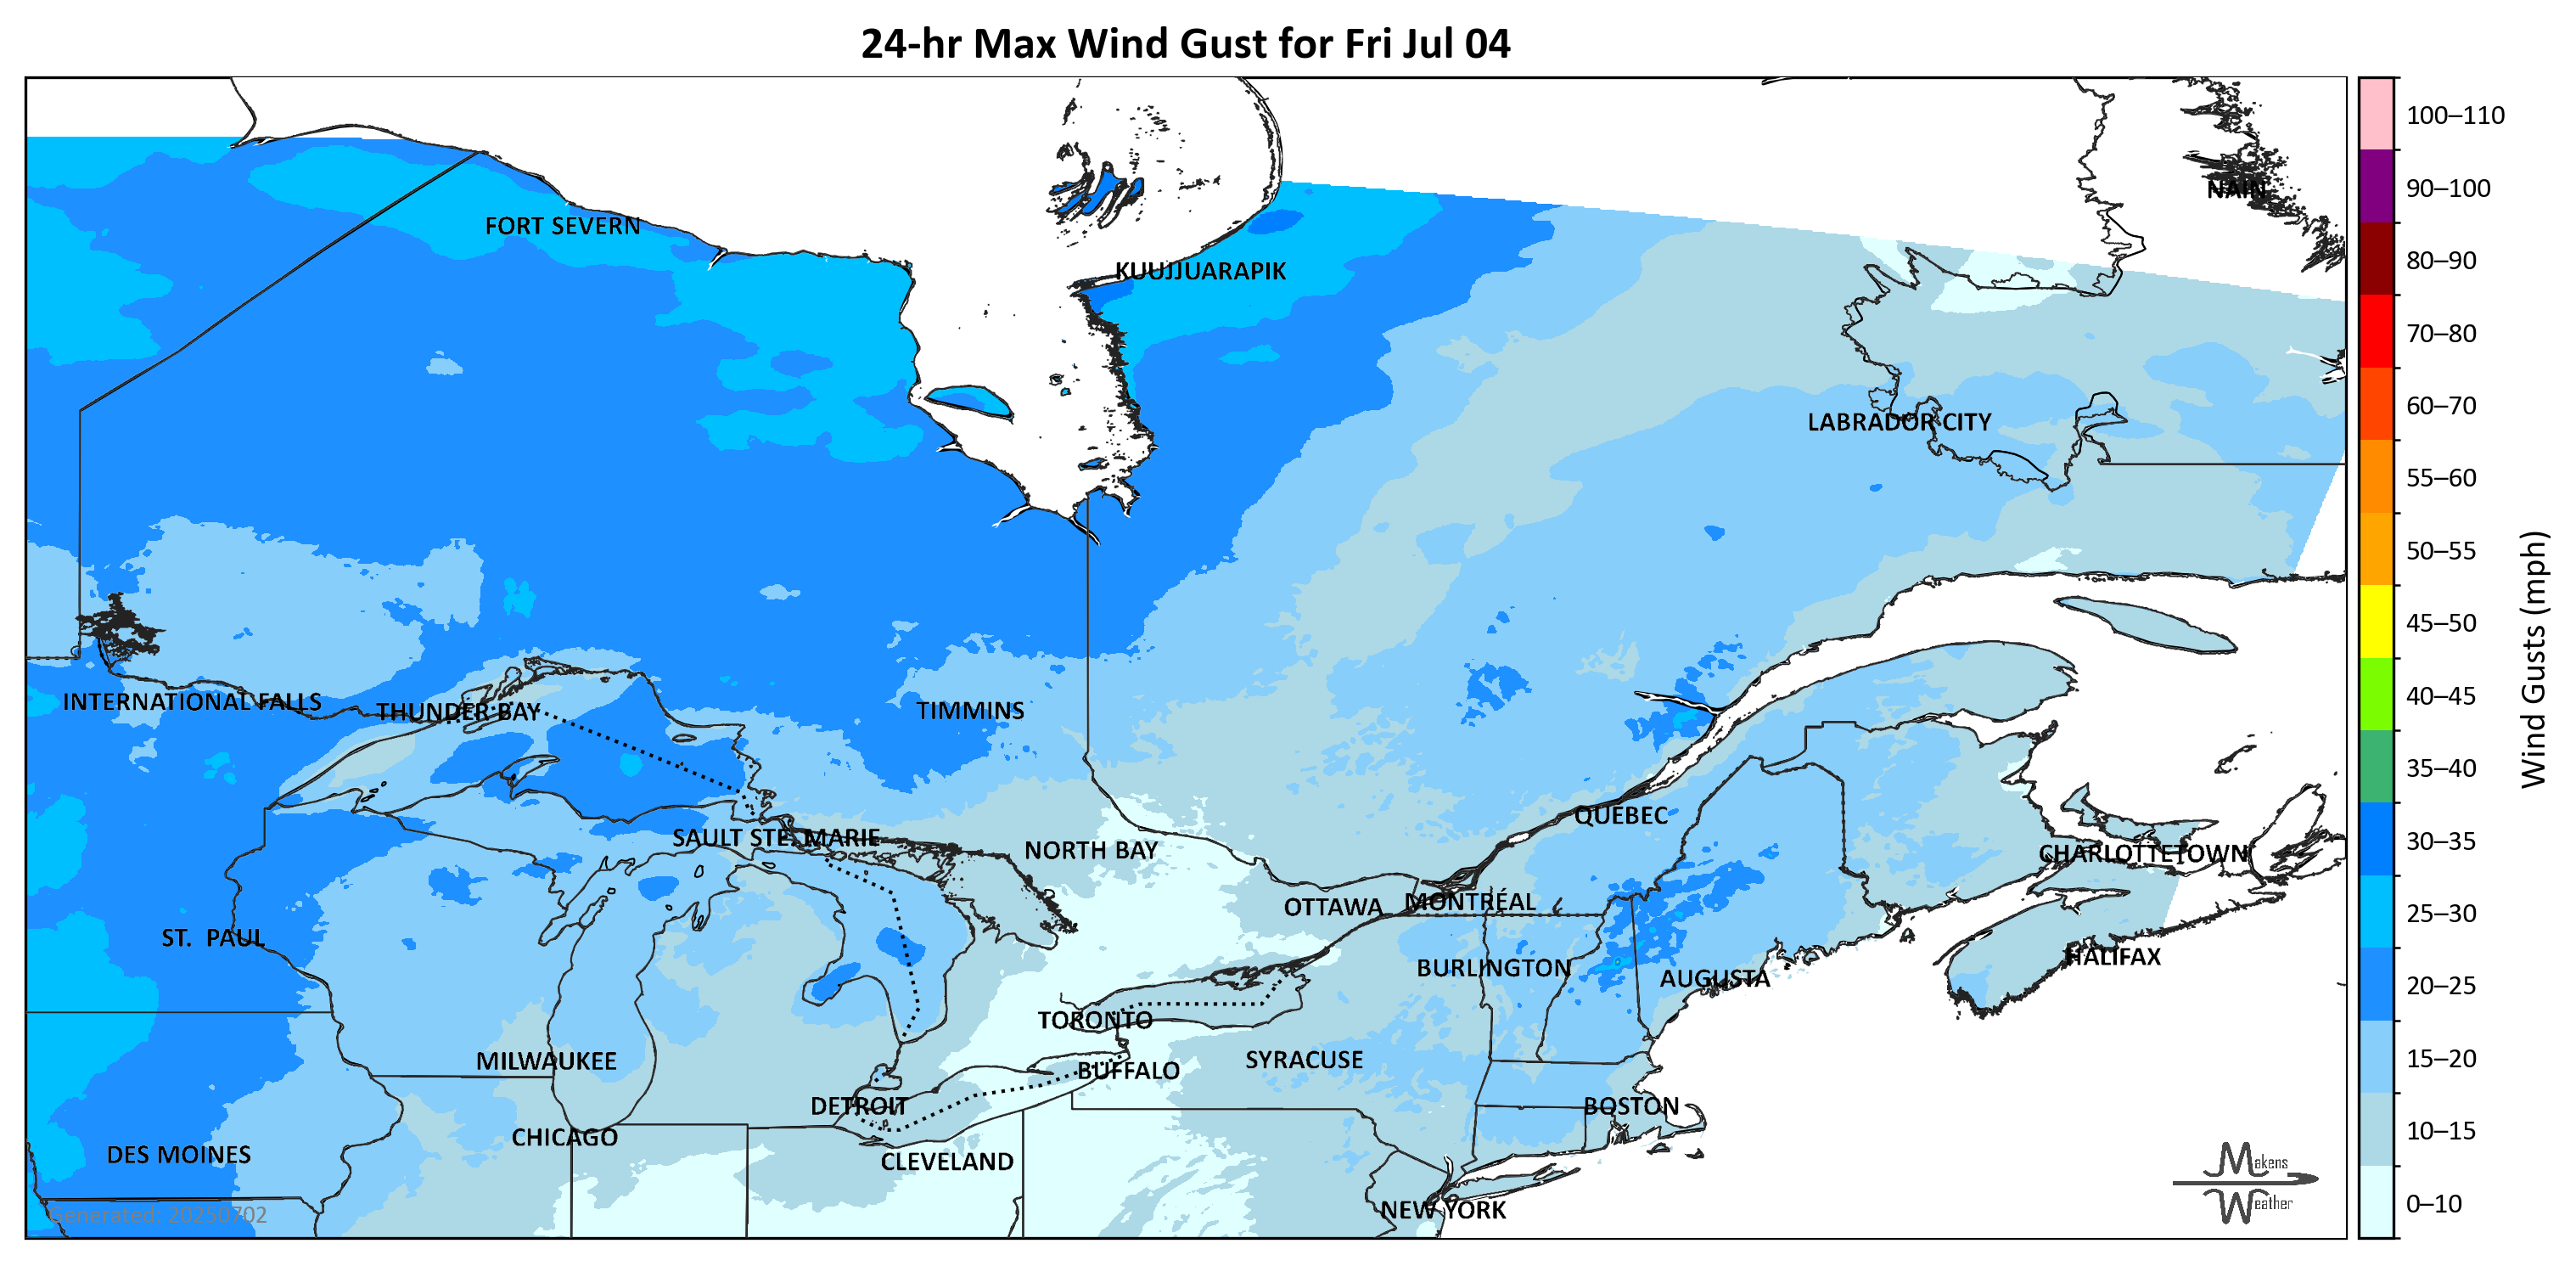 24-hr Max Wind Gust for Fri Jul 04
100–110
90–100
NAIN
FORT SEVERN
80–90
KUUJJUARAPIK
70–80
60–70
LABRADOR CITY
55–60
50–55
45–50
40–45
INTERNATIONAL FALLS
THUNDER BAY
TIMMINS
Wind Gusts (mph)
35–40
QUÉBEC
30–35
SAULT STE. MARIE
NORTH BAY
CHARLOTTETOWN
OTTAWA
MONTRÉAL
25–30
ST. PAUL
HALIFAX
BURLINGTON
AUGUSTA
20–25
TORONTO
MILWAUKEE
SYRACUSE
15–20
BUFFALO
DETROIT
BOSTON
CHICAGO
10–15
DES MOINES
CLEVELAND
Makens
Weather
NEW YORK
0–10
Generated: 20250702